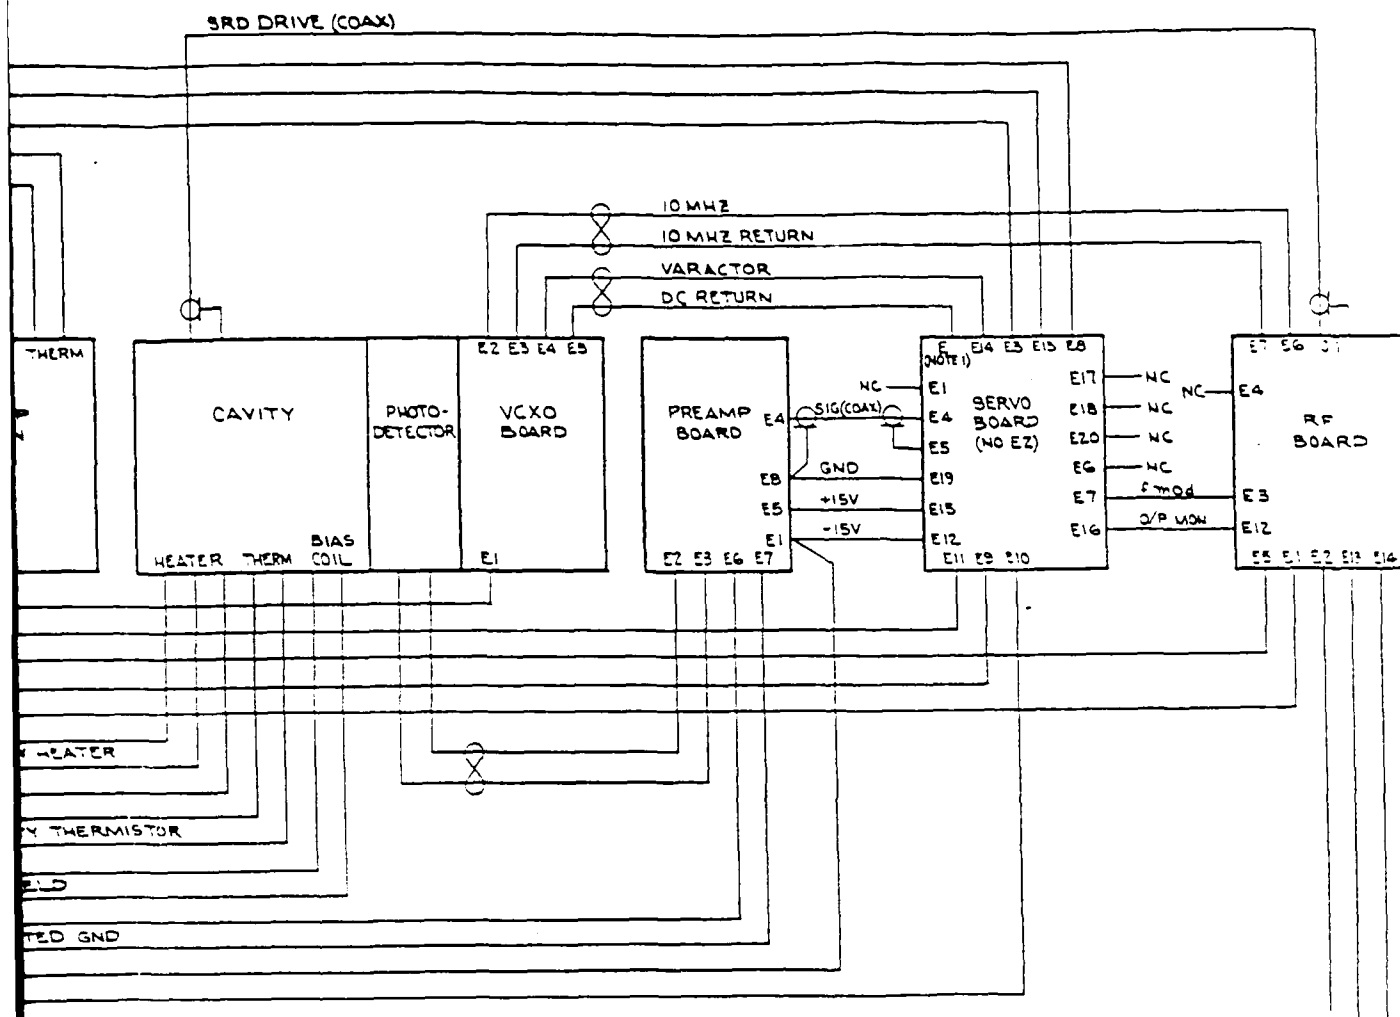 SRD DRIVE (COAX)
10 MHZ
10 MHZ RETURN
VARACTOR
DC RETURN
THERM
CAVITY
HEATER THERM
BIAS
COIL
PHOTO-
DETECTOR
E2 E3 E4 E5
VCXO
BOARD
E1
PREAMP
BOARD
E4
E8
E5
E1
E2 E3 E6 E7
SIG(COAX)
GND
+15V
-15V
NC
E
(NOTE 1)
E14 E3 E13 E8
E1
E4
E5
E19
E15
E12
SERVO
BOARD
(NO E2)
E17
E18
E20
E6
E7
E16
E11 E9 E10
NC
NC
NC
NC
f mod
O/P MON
NC
E7 E6 J1
E4
RF
BOARD
E3
E12
E5 E1 E2 E13 E14
HEATER
THERMISTOR
GND